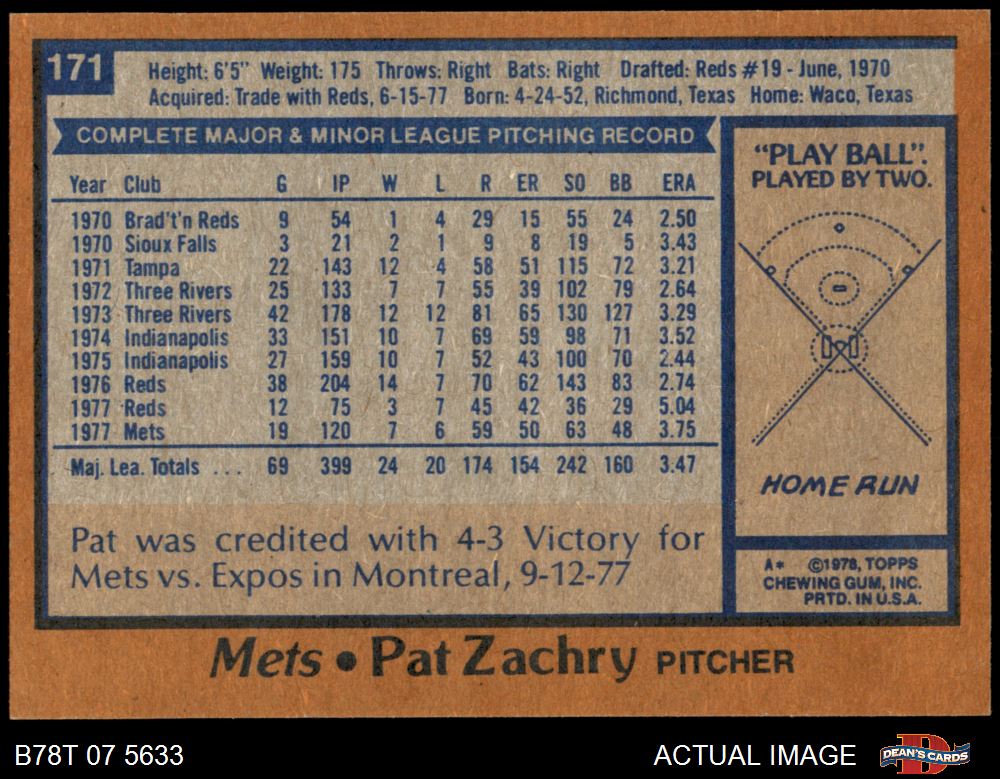 171
Height: 6'5" Weight: 175 Throws: Right Bats: Right Drafted: Reds #19 - June, 1970
Acquired: Trade with Reds, 6-15-77 Born: 4-24-52, Richmond, Texas Home: Waco, Texas
COMPLETE MAJOR & MINOR LEAGUE PITCHING RECORD
Year Club G IP W L R ER SO BB ERA
1970 Brad't'n Reds 9 54 1 4 29 15 55 24 2.50
1970 Sioux Falls 3 21 2 1 9 8 19 5 3.43
1971 Tampa 22 143 12 4 58 51 115 72 3.21
1972 Three Rivers 25 133 7 7 55 39 102 79 2.64
1973 Three Rivers 42 178 12 12 81 65 130 127 3.29
1974 Indianapolis 33 151 10 7 69 59 98 71 3.52
1975 Indianapolis 27 159 10 7 52 43 100 70 2.44
1976 Reds 38 204 14 7 70 62 143 83 2.74
1977 Reds 12 75 3 7 45 42 36 29 5.04
1977 Mets 19 120 7 6 59 50 63 48 3.75
Maj. Lea. Totals ... 69 399 24 20 174 154 242 160 3.47
Pat was credited with 4-3 Victory for
Mets vs. Expos in Montreal, 9-12-77
"PLAY BALL".
PLAYED BY TWO.
HOME RUN
A* ©1978, TOPPS
CHEWING GUM, INC.
PRTD. IN U.S.A.
Mets • Pat Zachry PITCHER
B78T 07 5633
ACTUAL IMAGE
DEAN'S CARDS